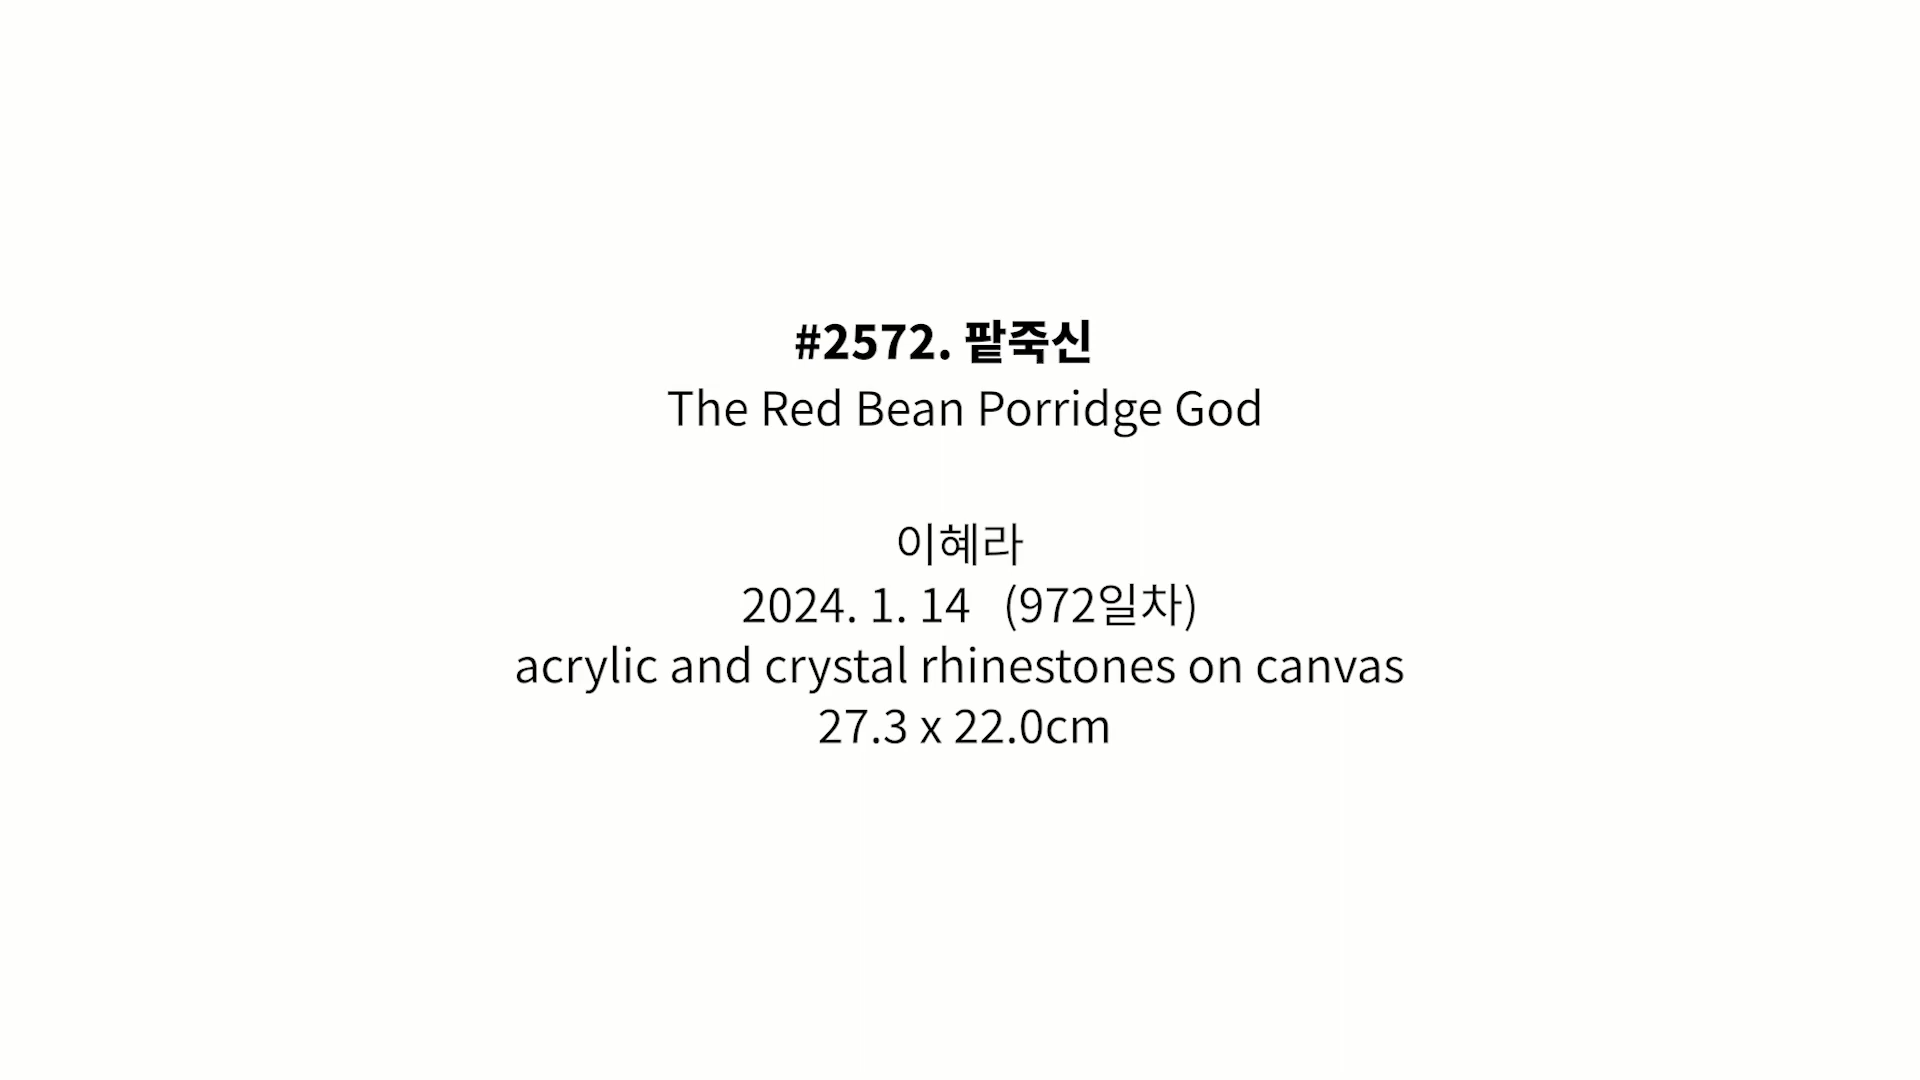 #2572. 팥죽신
The Red Bean Porridge God
이혜라
2024. 1. 14 (972일차)
acrylic and crystal rhinestones on canvas
27.3 x 22.0cm